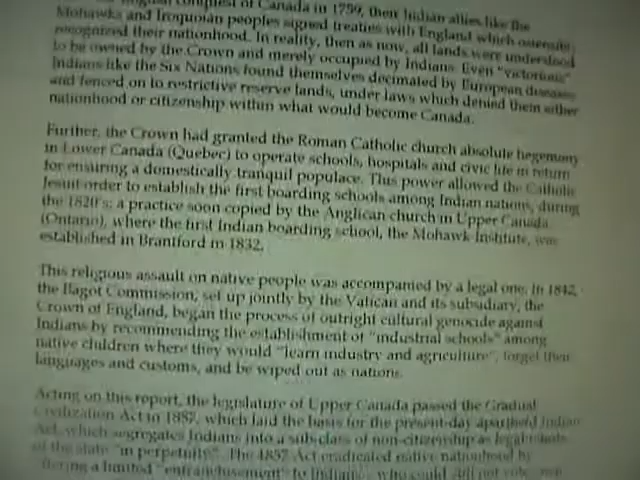 English conquest of Canada in 1759, then Indian allies like the
Mohawks and Iroquoian peoples signed treaties with England which
recognized their nationhood. In reality, then as now, all lands were understood
to be owned by the Crown and merely occupied by Indians. Even "victorious"
Indians like the Six Nations found themselves decimated by European diseases
and fenced on to restrictive reserve lands, under laws which denied them either
nationhood or citizenship within what would become Canada.
Further, the Crown had granted the Roman Catholic church absolute hegemony
in Lower Canada (Quebec) to operate schools, hospitals and civic life in return
for ensuring a domestically tranquil populace. This power allowed the Catholic
Jesuit order to establish the first boarding schools among Indian nations, during
the 1820's: a practice soon copied by the Anglican church in Upper Canada
(Ontario), where the first Indian boarding school, the Mohawk Institute, was
established in Brantford in 1832.
This religious assault on native people was accompanied by a legal one. In 1842,
the Bagot Commission, set up jointly by the Vatican and its subsidiary, the
Crown of England, began the process of outright cultural genocide against
Indians by recommending the establishment of "industrial schools" among
native children where they would "learn industry and agriculture", forget their
languages and customs, and be wiped out as nations.
Acting on this report, the legislature of Upper Canada passed the Gradual
Civilization Act in 1857, which laid the basis for the present-day apartheid Indian
Act, which segregates Indians into a sub-class of non-citizenship as legal
of the state "in perpetuity". The 1857 Act eradicated native nationhood by
offering a limited "enfranchisement" to Indians, who could still not